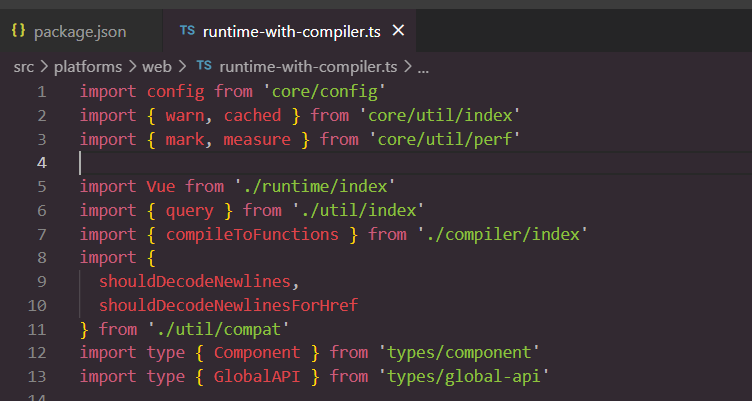 {} package.json TS runtime-with-compiler.ts ×
src > platforms > web > TS runtime-with-compiler.ts > ...
1 import config from 'core/config'
2 import { warn, cached } from 'core/util/index'
3 import { mark, measure } from 'core/util/perf'
4
5 import Vue from './runtime/index'
6 import { query } from './util/index'
7 import { compileToFunctions } from './compiler/index'
8 import {
9   shouldDecodeNewlines,
10   shouldDecodeNewlinesForHref
11 } from './util/compat'
12 import type { Component } from 'types/component'
13 import type { GlobalAPI } from 'types/global-api'
14